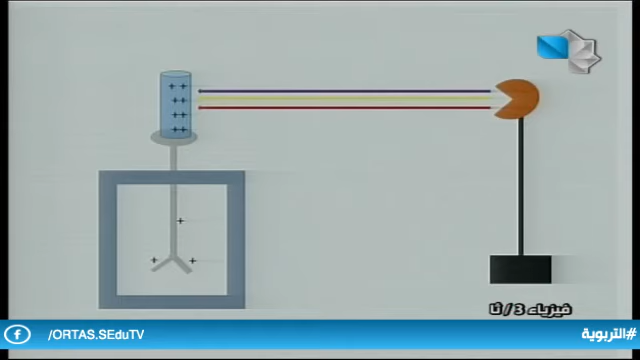 ++
++
++
++
+
+ +
فيزياء 3 / ثا
/ORTAS.SEduTV
#التربوية